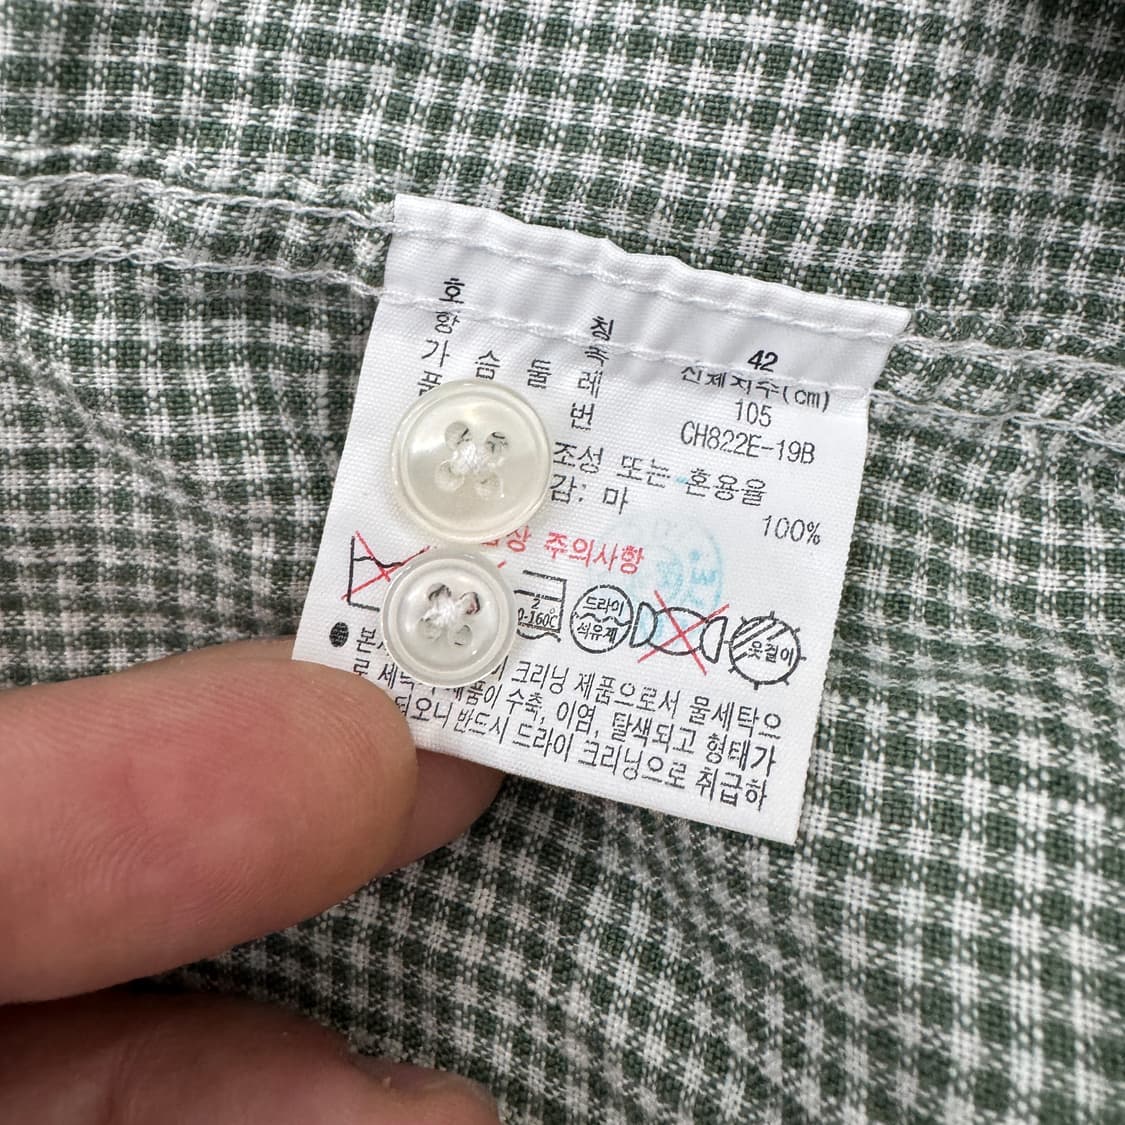 호 칭 42
항 목 신체치수(cm)
가 슴 둘 레 105
품 번 CH822E-19B
조성 또는 혼용율
감: 마 100%
주의사항
드라이
석유제
옷걸이
크리닝 제품으로서 물세탁으
로 세탁시 제품이 수축, 이염, 탈색되고 형태가
되오니 반드시 드라이 크리닝으로 취급하